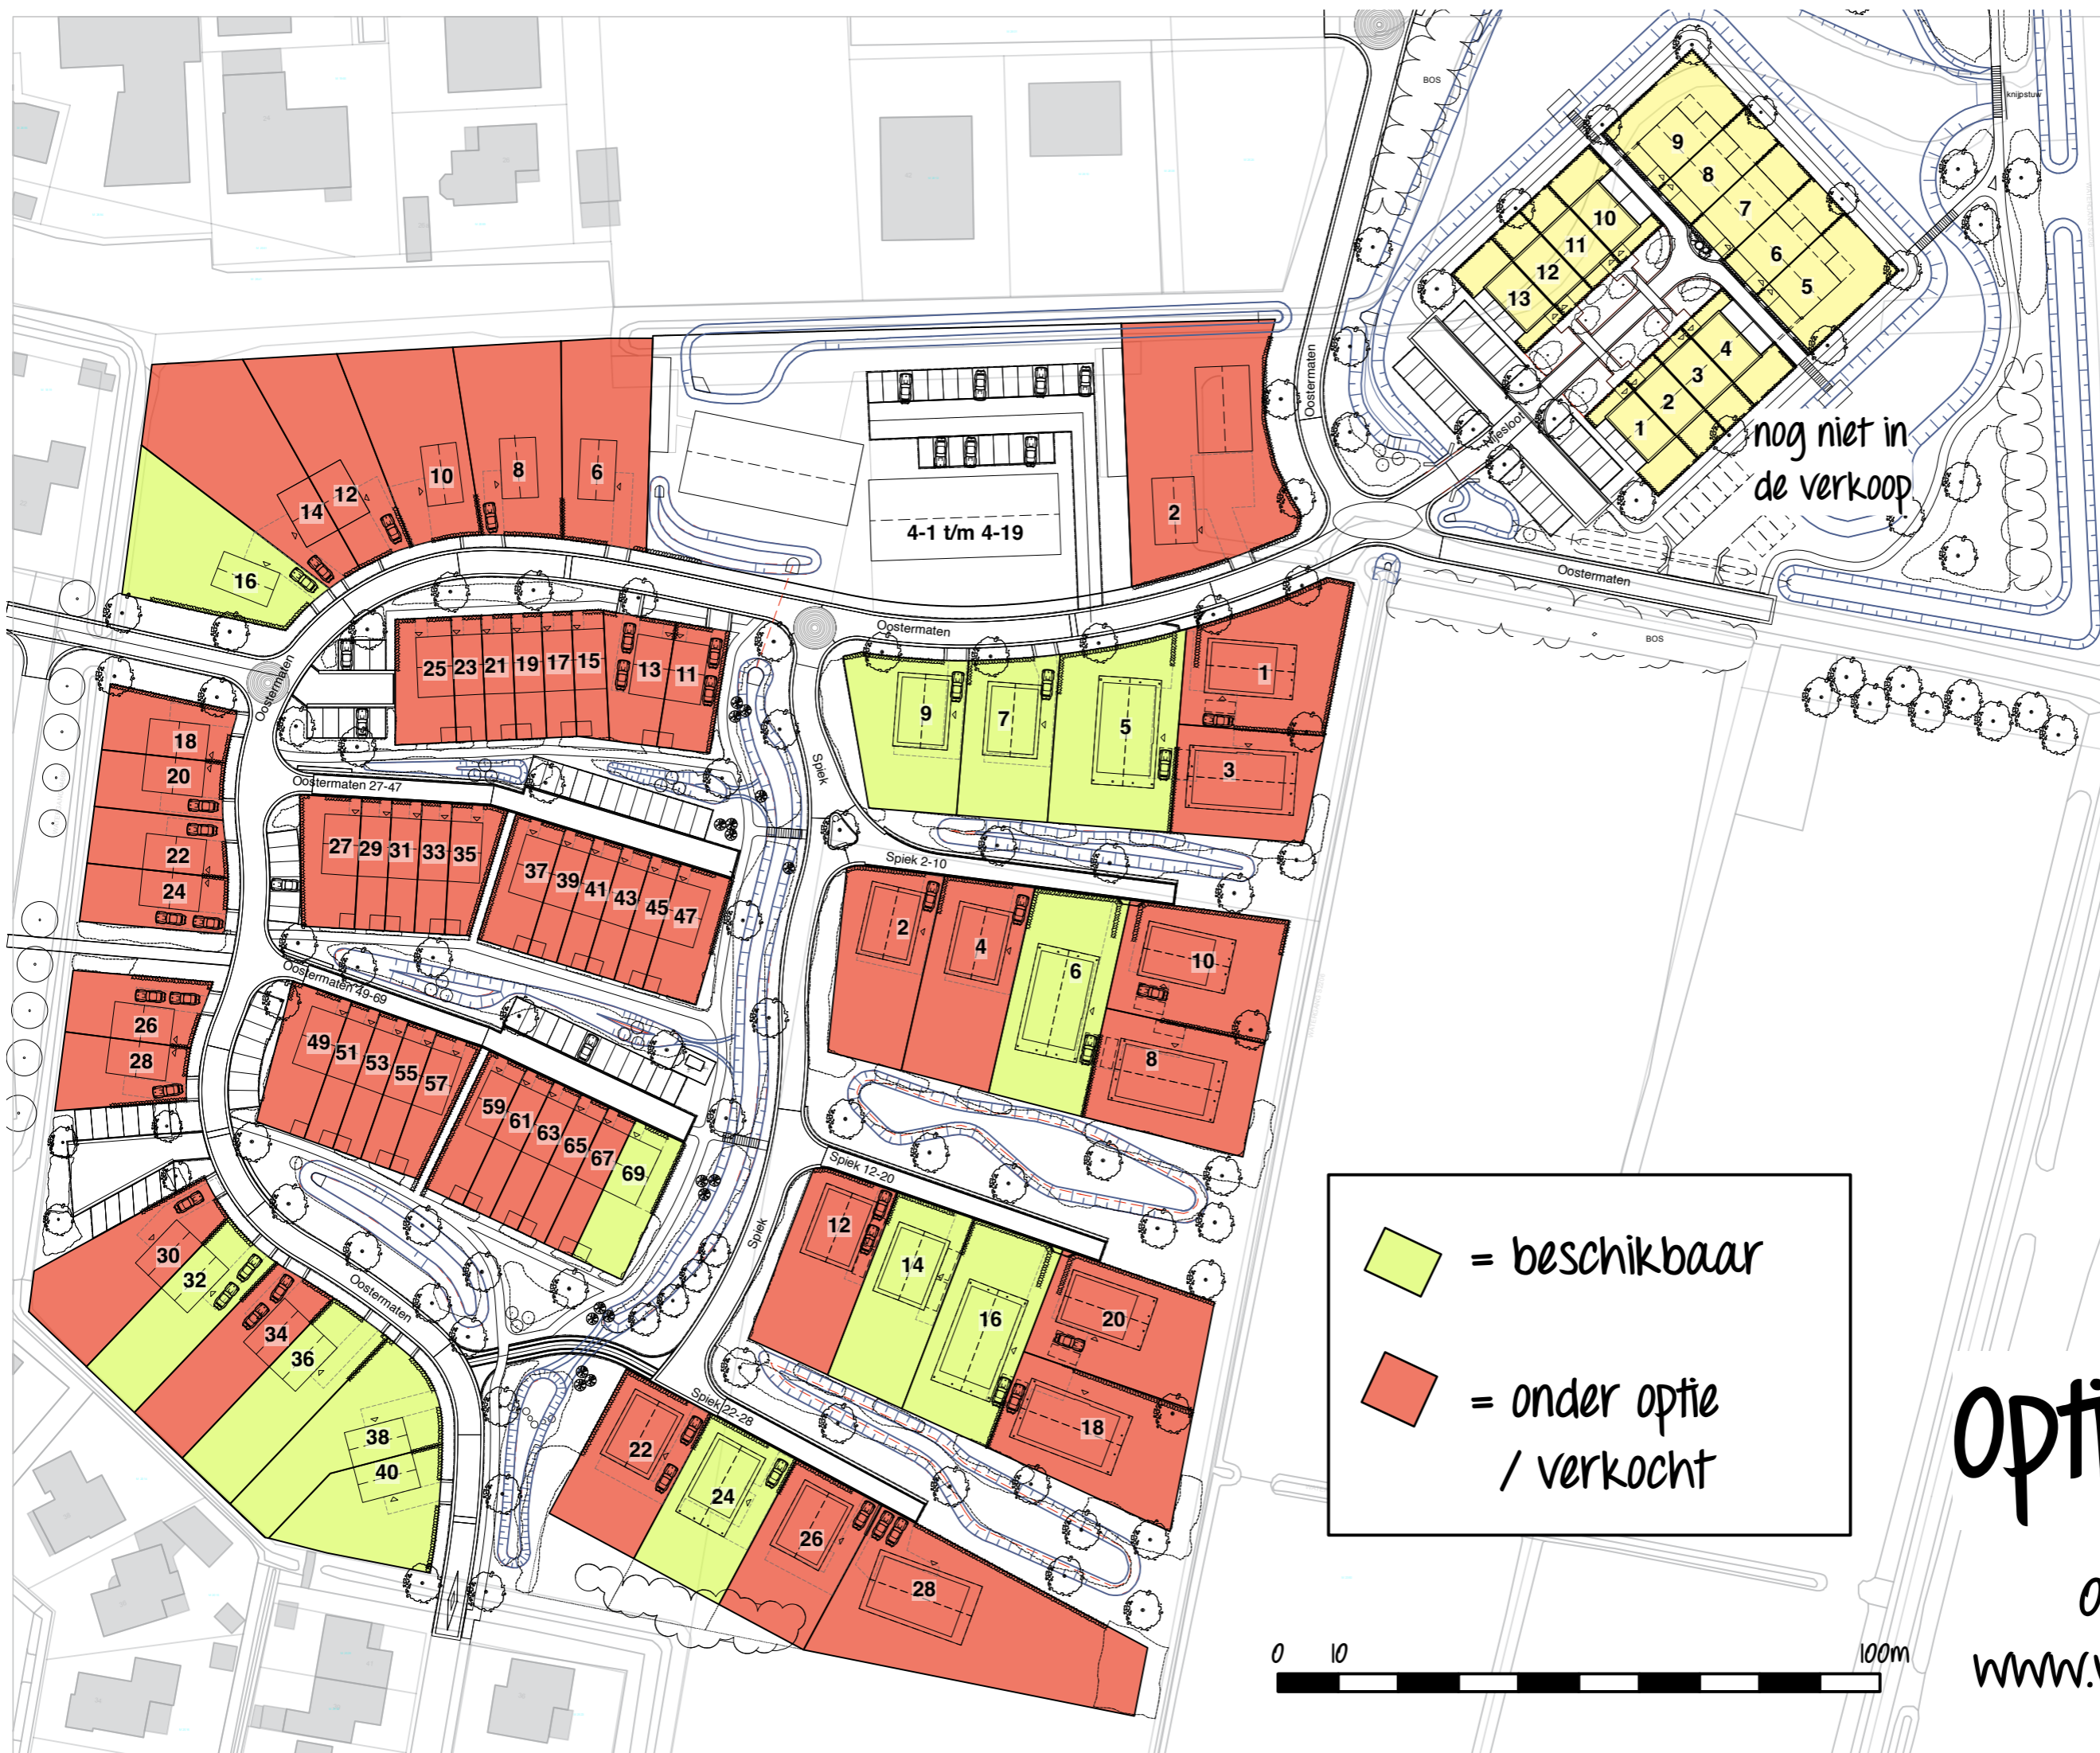 BOS
knijpstuw
9
8
7
6
5
10
11
12
13
4
3
2
1
Nijesloot
nog niet in
de verkoop
Oostermaten
Oostermaten
BOS
14
12
10
8
6
16
4-1 t/m 4-19
2
Oostermaten
Oostermaten
25 23 21 19 17 15 13 11
9
7
5
1
3
Spiek
18
20
22
24
Oostermaten 27-47
27 29 31 33 35
37 39 41 43 45 47
Spiek 2-10
2
4
6
10
8
Oostermaten 49-69
26
28
49 51 53 55 57
59 61 63 65 67 69
Spiek 12-20
12
14
16
20
18
Spiek
30
32
34
36
38
40
Oostermaten
Spiek 22-28
22
24
26
28
= beschikbaar
= onder optie
/ verkocht
0 10 100m